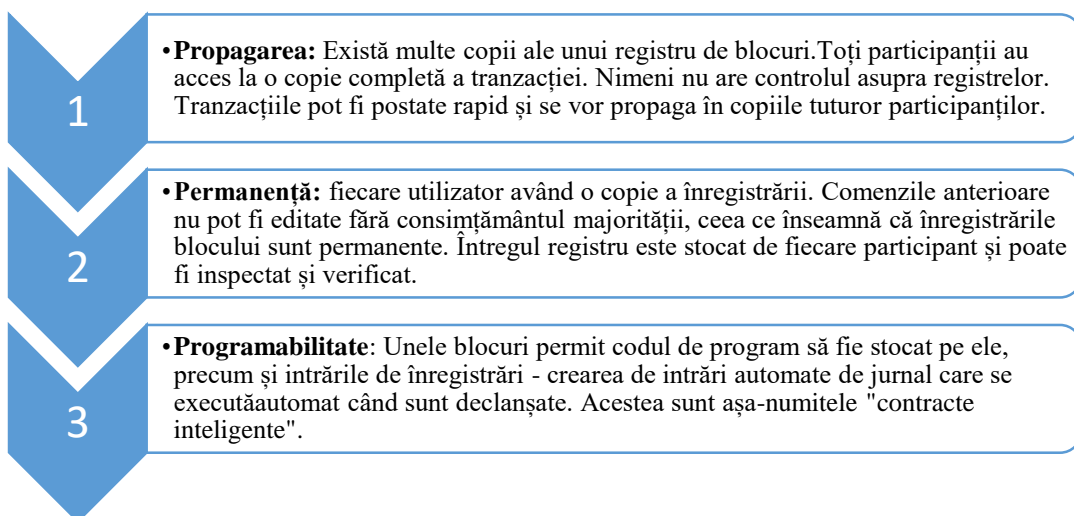 1
•Propagarea: Există multe copii ale unui registru de blocuri.Toți participanții au
acces la o copie completă a tranzacției. Nimeni nu are controlul asupra registrelor.
Tranzacțiile pot fi postate rapid și se vor propaga în copiile tuturor participanților.
2
•Permanență: fiecare utilizator având o copie a înregistrării. Comenzile anterioare
nu pot fi editate fără consimțământul majorității, ceea ce înseamnă că înregistrările
blocului sunt permanente. Întregul registru este stocat de fiecare participant și poate
fi inspectat și verificat.
3
•Programabilitate: Unele blocuri permit codul de program să fie stocat pe ele,
precum și intrările de înregistrări - crearea de intrări automate de jurnal care se
executăautomat când sunt declanșate. Acestea sunt așa-numitele "contracte
inteligente".